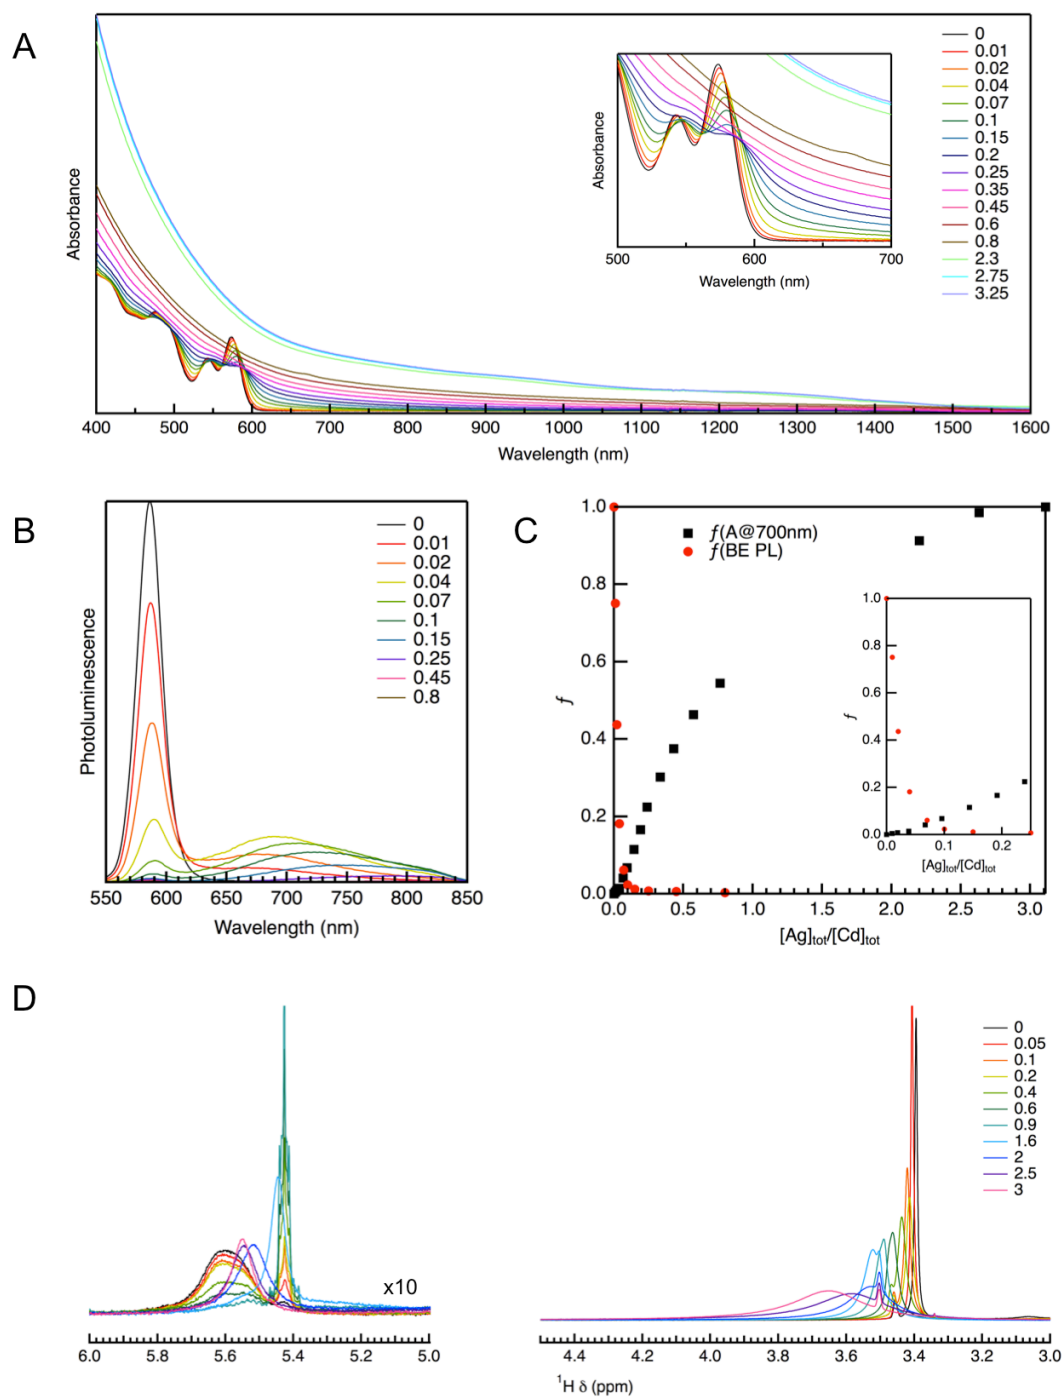 A
0
0.01
0.02
0.04
0.07
0.1
0.15
0.2
0.25
0.35
0.45
0.6
0.8
2.3
2.75
3.25
Absorbance
500 600 700
Wavelength (nm)
Absorbance
400 500 600 700 800 900 1000 1100 1200 1300 1400 1500 1600
Wavelength (nm)
B
0
0.01
0.02
0.04
0.07
0.1
0.15
0.25
0.45
0.8
Photoluminescence
550 600 650 700 750 800 850
Wavelength (nm)
C
1.0
0.8
0.6
0.4
0.2
0.0
f
f(A@700nm)
f(BE PL)
1.0
0.8
0.6
0.4
0.2
0.0
f
0.0 0.1 0.2
[Ag]tot/[Cd]tot
0.0 0.5 1.0 1.5 2.0 2.5 3.0
[Ag]tot/[Cd]tot
D
x10
6.0 5.8 5.6 5.4 5.2 5.0
0
0.05
0.1
0.2
0.4
0.6
0.9
1.6
2
2.5
3
4.4 4.2 4.0 3.8 3.6 3.4 3.2 3.0
¹H δ (ppm)